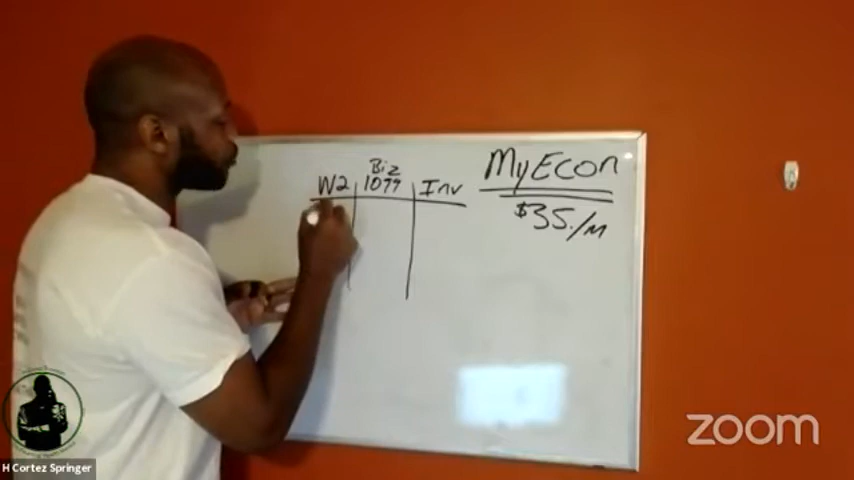 MyEcon
$35./M
Biz
W2 1099 Inv
zoom
H Cortez Springer